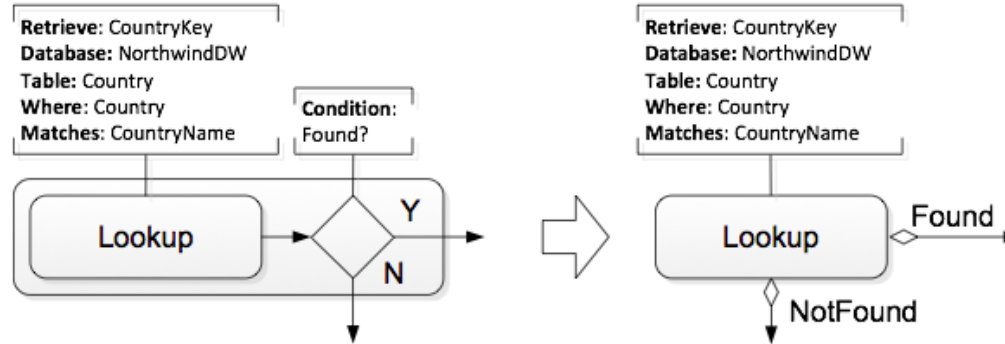 Retrieve: CountryKey
Database: NorthwindDW
Table: Country
Where: Country
Matches: CountryName
Condition:
Found?
Lookup
Y
N
Retrieve: CountryKey
Database: NorthwindDW
Table: Country
Where: Country
Matches: CountryName
Lookup
Found
NotFound